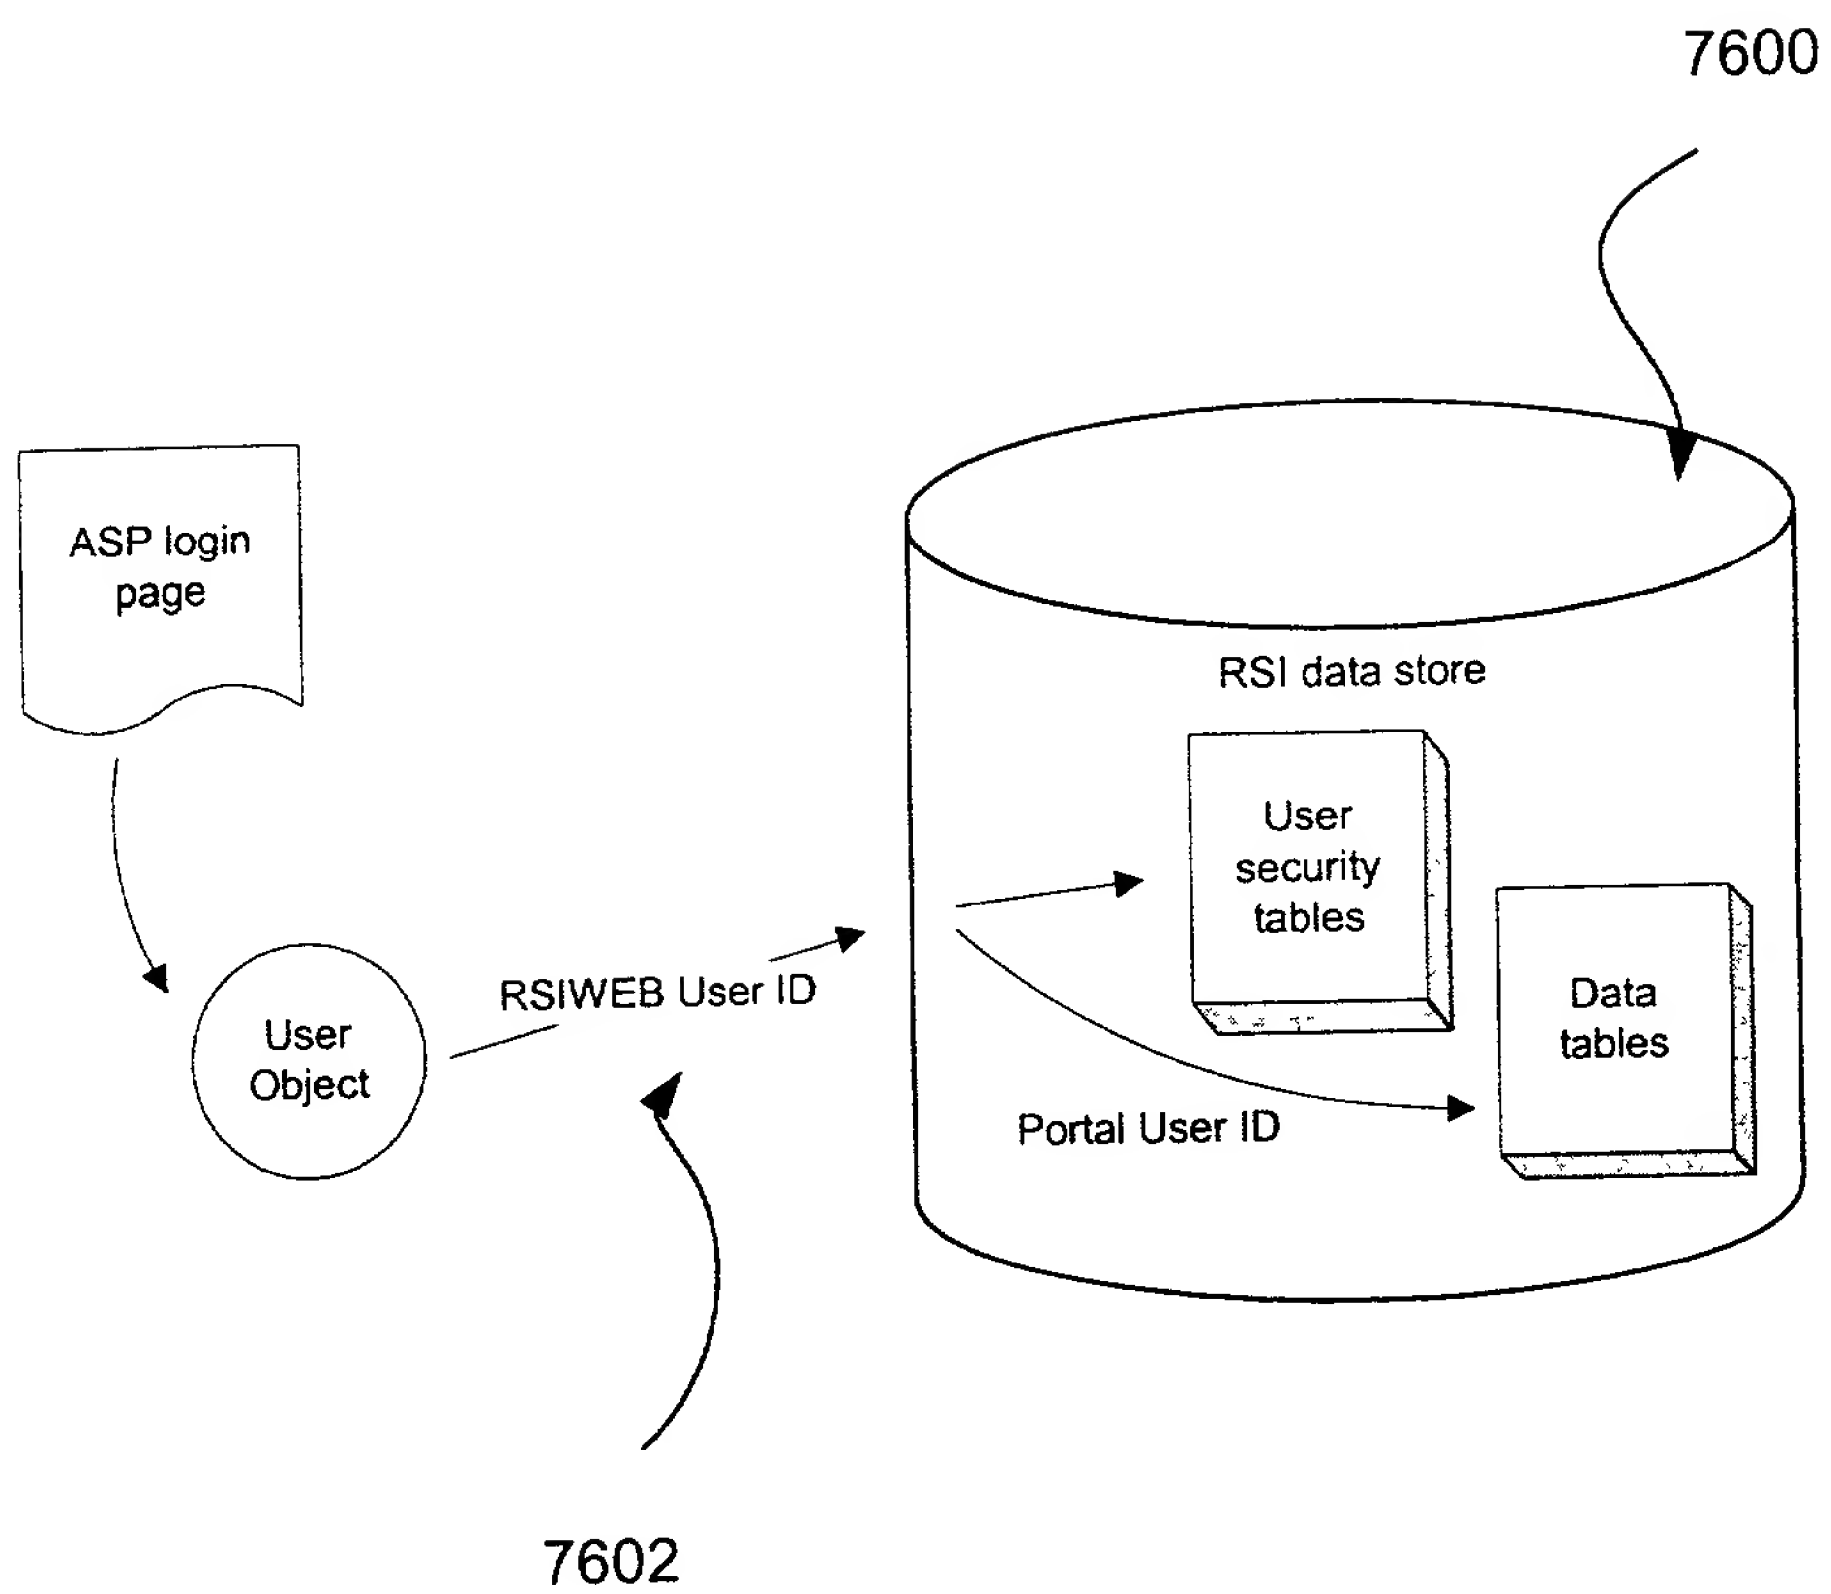 7600
ASP login
page
RSI data store
User
security
tables
Data
tables
RSIWEB User ID
User
Object
Portal User ID
7602